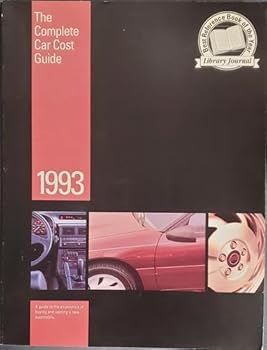 The
Complete
Car Cost
Guide
Best Reference Book of the Year
Library Journal
1993
A guide to the economics of
buying and owning a new
automobile.